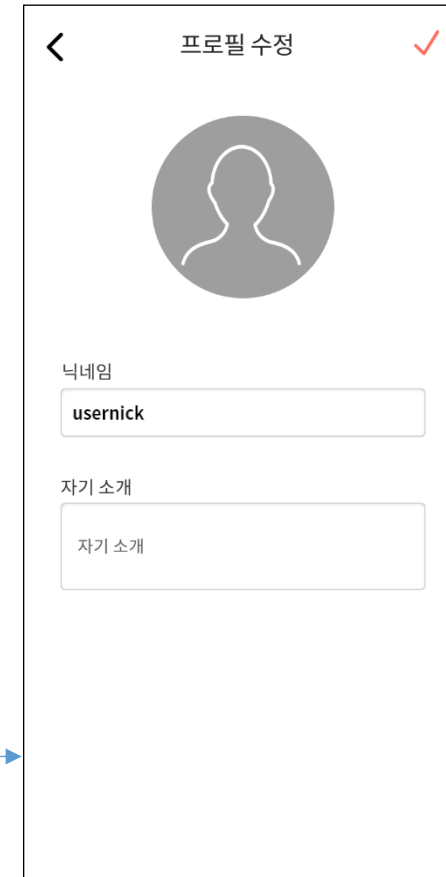 프로필 수정
닉네임
usernick
자기 소개
자기 소개